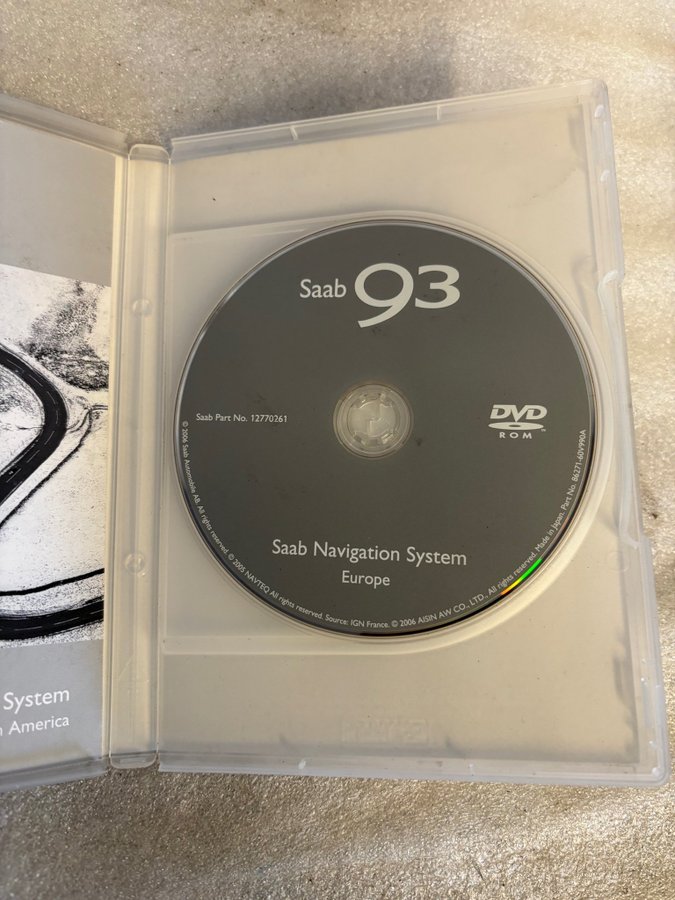 Saab 93
Saab Part No. 12770261
DVD
ROM
Saab Navigation System
Europe
© 2006 Saab Automobile AB. All rights reserved. © 2005 NAVTEQ All rights reserved. Source: IGN France. © 2006 AISIN AW CO., LTD., All rights reserved. Made in Japan. Part No. 86271-60V990A
System
America